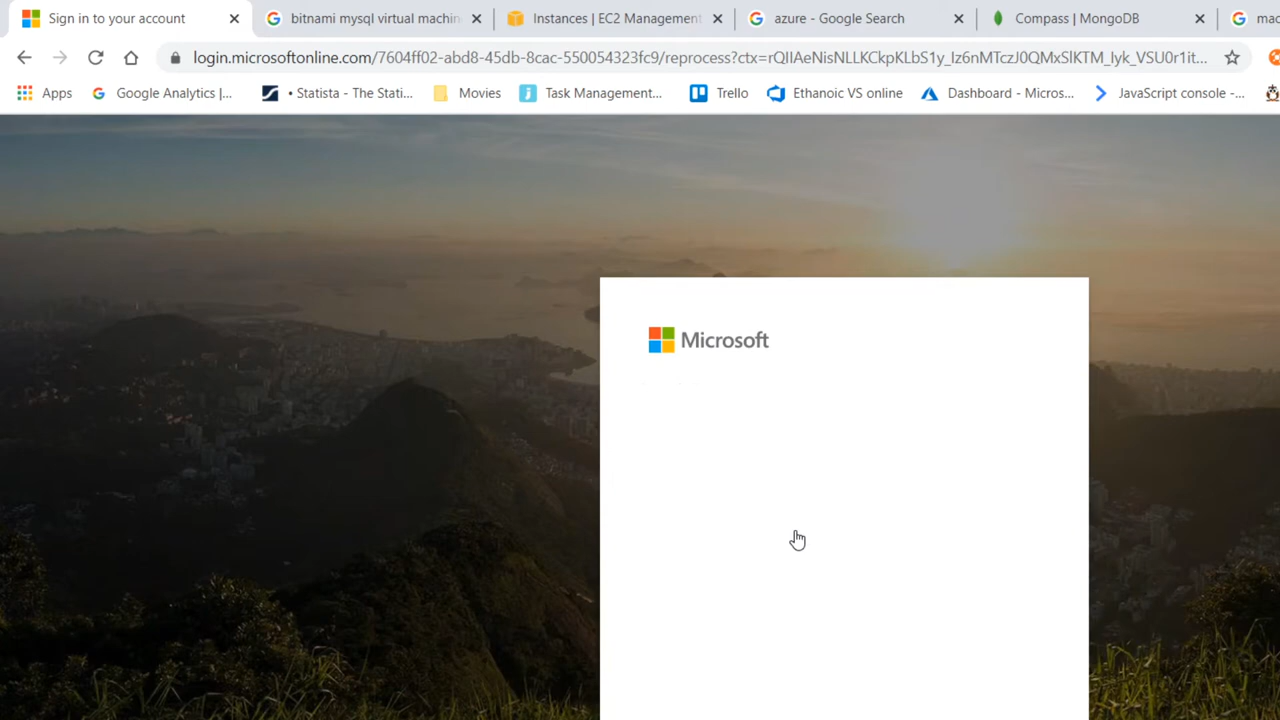 Sign in to your account
bitnami mysql virtual machin
Instances | EC2 Management
azure - Google Search
Compass | MongoDB
mac
login.microsoftonline.com/7604ff02-abd8-45db-8cac-550054323fc9/reprocess?ctx=rQIIAeNisNLLKCkpKLbS1y_Iz6nMTczJ0QMxSlKTM_Iyk_VSU0r1it...
Apps
Google Analytics |...
• Statista - The Stati...
Movies
Task Management...
Trello
Ethanoic VS online
Dashboard - Micros...
JavaScript console -...
Microsoft